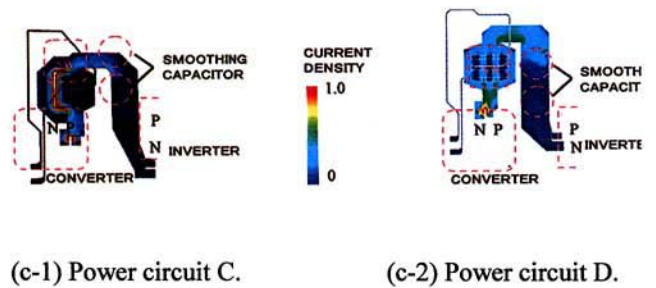 SMOOTHING
CAPACITOR
N P
P
N
INVERTER
CONVERTER
CURRENT
DENSITY
1.0
0
SMOOTH
CAPACIT
N P
P
N
INVERTE
CONVERTER
(c-1) Power circuit C.
(c-2) Power circuit D.